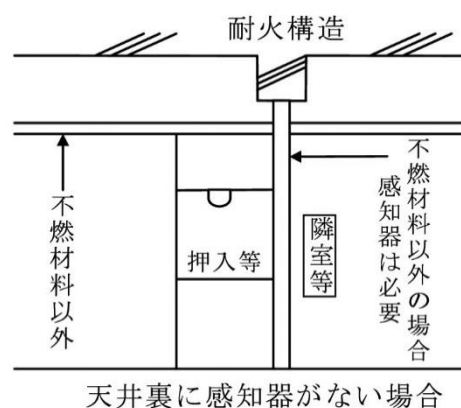 耐火構造
不燃材料以外の場合
感知器は必要
隣室等
押入等
不燃材料以外
天井裏に感知器がない場合